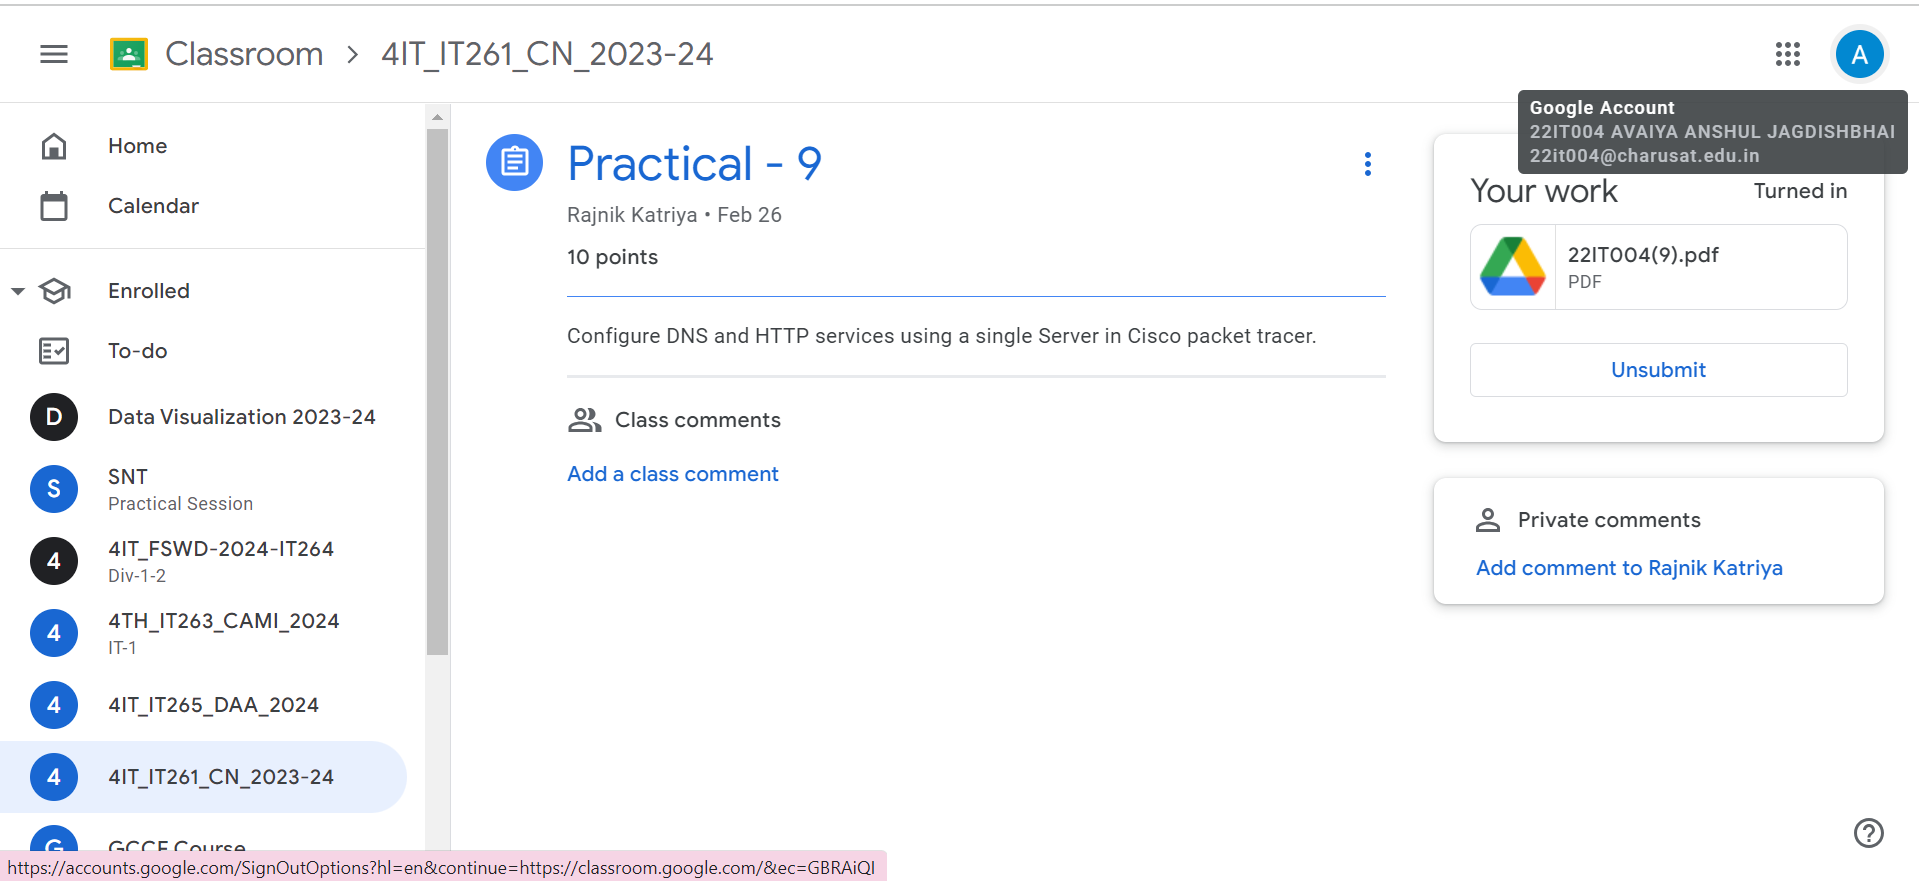 Classroom > 4IT_IT261_CN_2023-24
A
Google Account
22IT004 AVAIYA ANSHUL JAGDISHBHAI
22it004@charusat.edu.in
Home
Calendar
Enrolled
To-do
D
Data Visualization 2023-24
S
SNT
Practical Session
4
4IT_FSWD-2024-IT264
Div-1-2
4
4TH_IT263_CAMI_2024
IT-1
4
4IT_IT265_DAA_2024
4
4IT_IT261_CN_2023-24
G
GCCF Course
Practical - 9
Rajnik Katriya • Feb 26
10 points
Configure DNS and HTTP services using a single Server in Cisco packet tracer.
Class comments
Add a class comment
Your work
Turned in
22IT004(9).pdf
PDF
Unsubmit
Private comments
Add comment to Rajnik Katriya
https://accounts.google.com/SignOutOptions?hl=en&continue=https://classroom.google.com/&ec=GBRAiQI